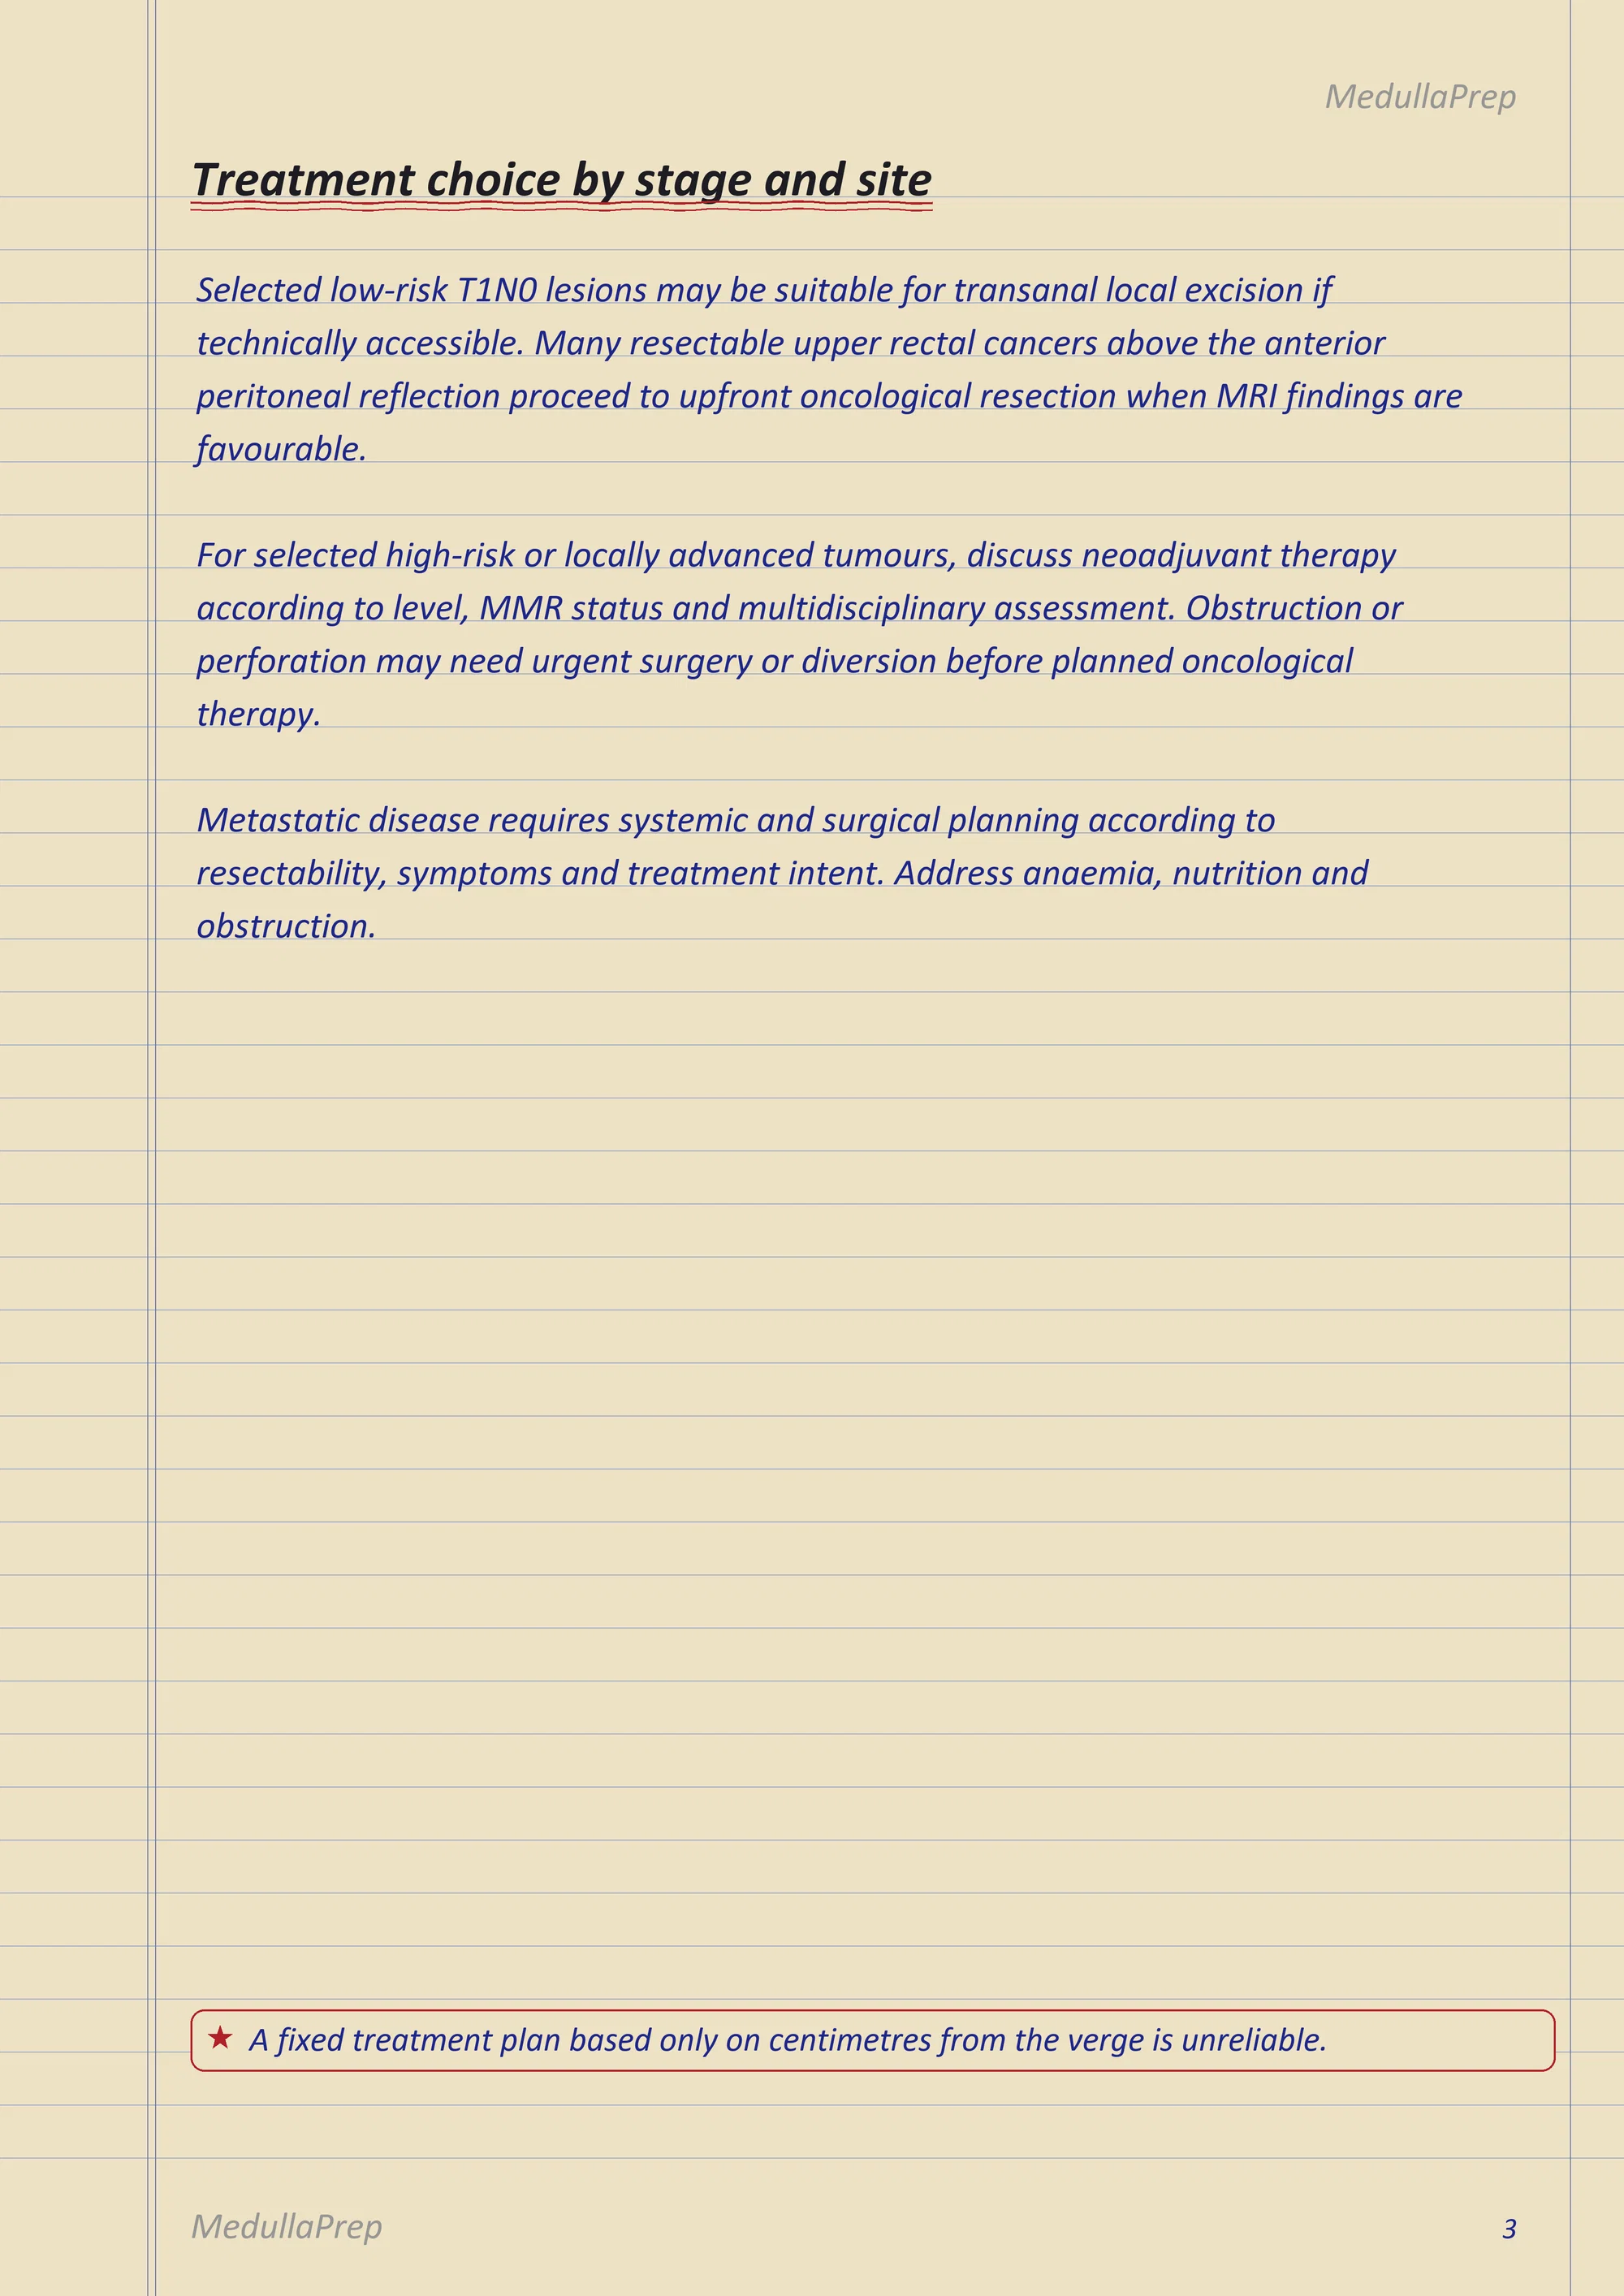 MedullaPrep
Treatment choice by stage and site
Selected low-risk T1N0 lesions may be suitable for transanal local excision if
technically accessible. Many resectable upper rectal cancers above the anterior
peritoneal reflection proceed to upfront oncological resection when MRI findings are
favourable.
For selected high-risk or locally advanced tumours, discuss neoadjuvant therapy
according to level, MMR status and multidisciplinary assessment. Obstruction or
perforation may need urgent surgery or diversion before planned oncological
therapy.
Metastatic disease requires systemic and surgical planning according to
resectability, symptoms and treatment intent. Address anaemia, nutrition and
obstruction.
★ A fixed treatment plan based only on centimetres from the verge is unreliable.
MedullaPrep
3